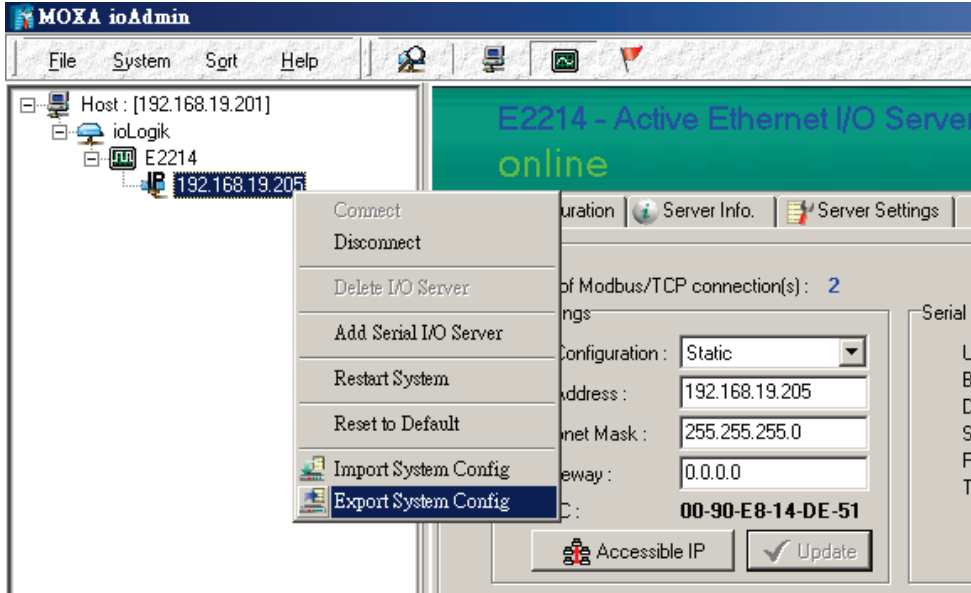 MOXA ioAdmin
File System Sort Help
Host : [192.168.19.201]
ioLogik
E2214
192.168.19.205
E2214 - Active Ethernet I/O Server
online
Connect
Disconnect
Delete I/O Server
Add Serial I/O Server
Restart System
Reset to Default
Import System Config
Export System Config
uration Server Info. Server Settings
of Modbus/TCP connection(s) : 2
ngs
Configuration : Static
Address : 192.168.19.205
net Mask : 255.255.255.0
eway : 0.0.0.0
C : 00-90-E8-14-DE-51
Accessible IP Update
Serial